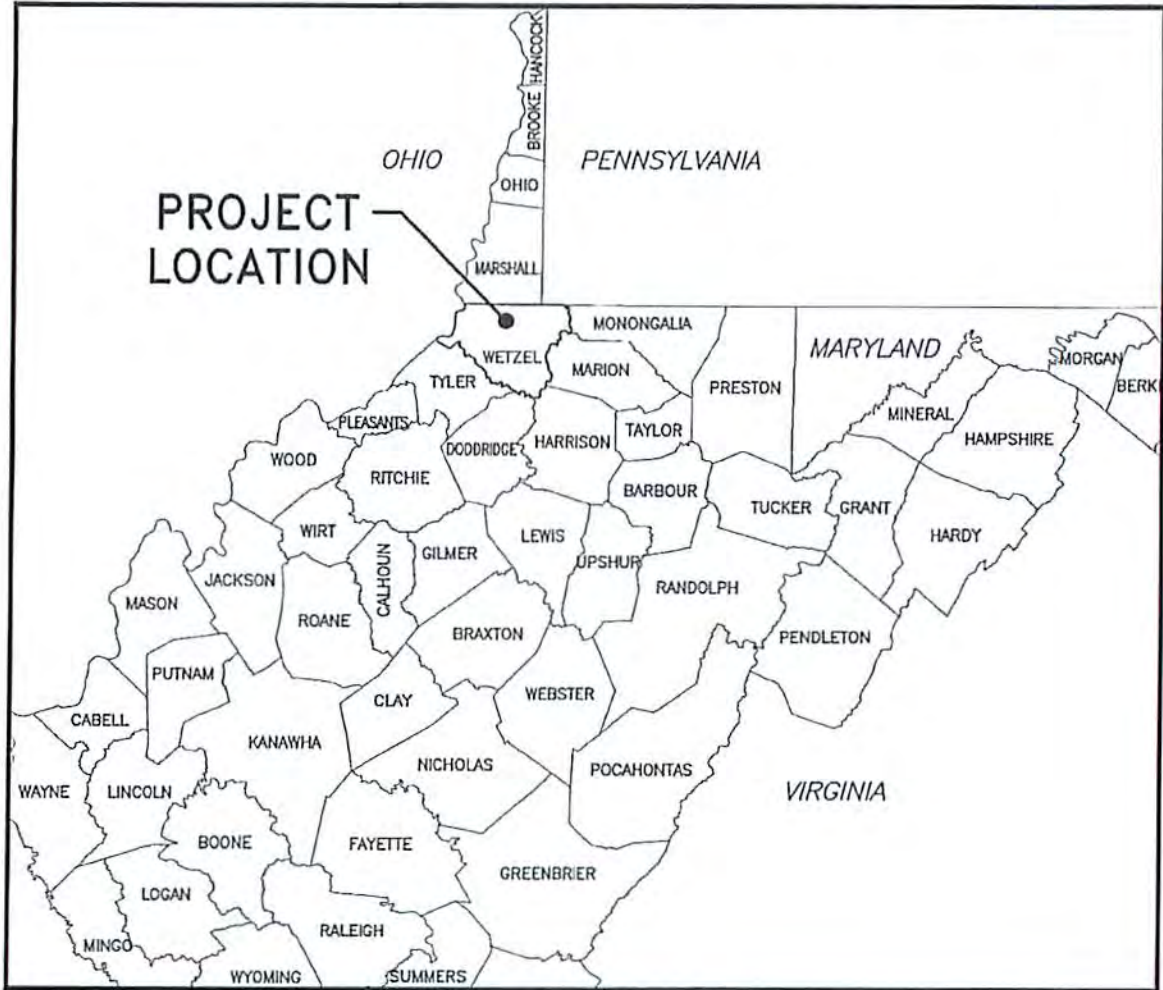 HANCOCK
BROOKE
OHIO
PENNSYLVANIA
OHIO
PROJECT
LOCATION
MARSHALL
MONONGALIA
WETZEL
MARYLAND
MORGAN
MARION
TYLER
PRESTON
BERK
MINERAL
PLEASANTS
TAYLOR
HAMPSHIRE
DODDRIDGE
HARRISON
WOOD
RITCHIE
BARBOUR
TUCKER
GRANT
WIRT
LEWIS
HARDY
GILMER
UPSHUR
CALHOUN
JACKSON
RANDOLPH
MASON
ROANE
BRAXTON
PENDLETON
PUTNAM
WEBSTER
CLAY
CABELL
KANAWHA
NICHOLAS
POCAHONTAS
WAYNE
LINCOLN
VIRGINIA
BOONE
FAYETTE
GREENBRIER
LOGAN
RALEIGH
MINGO
WYOMING
SUMMERS